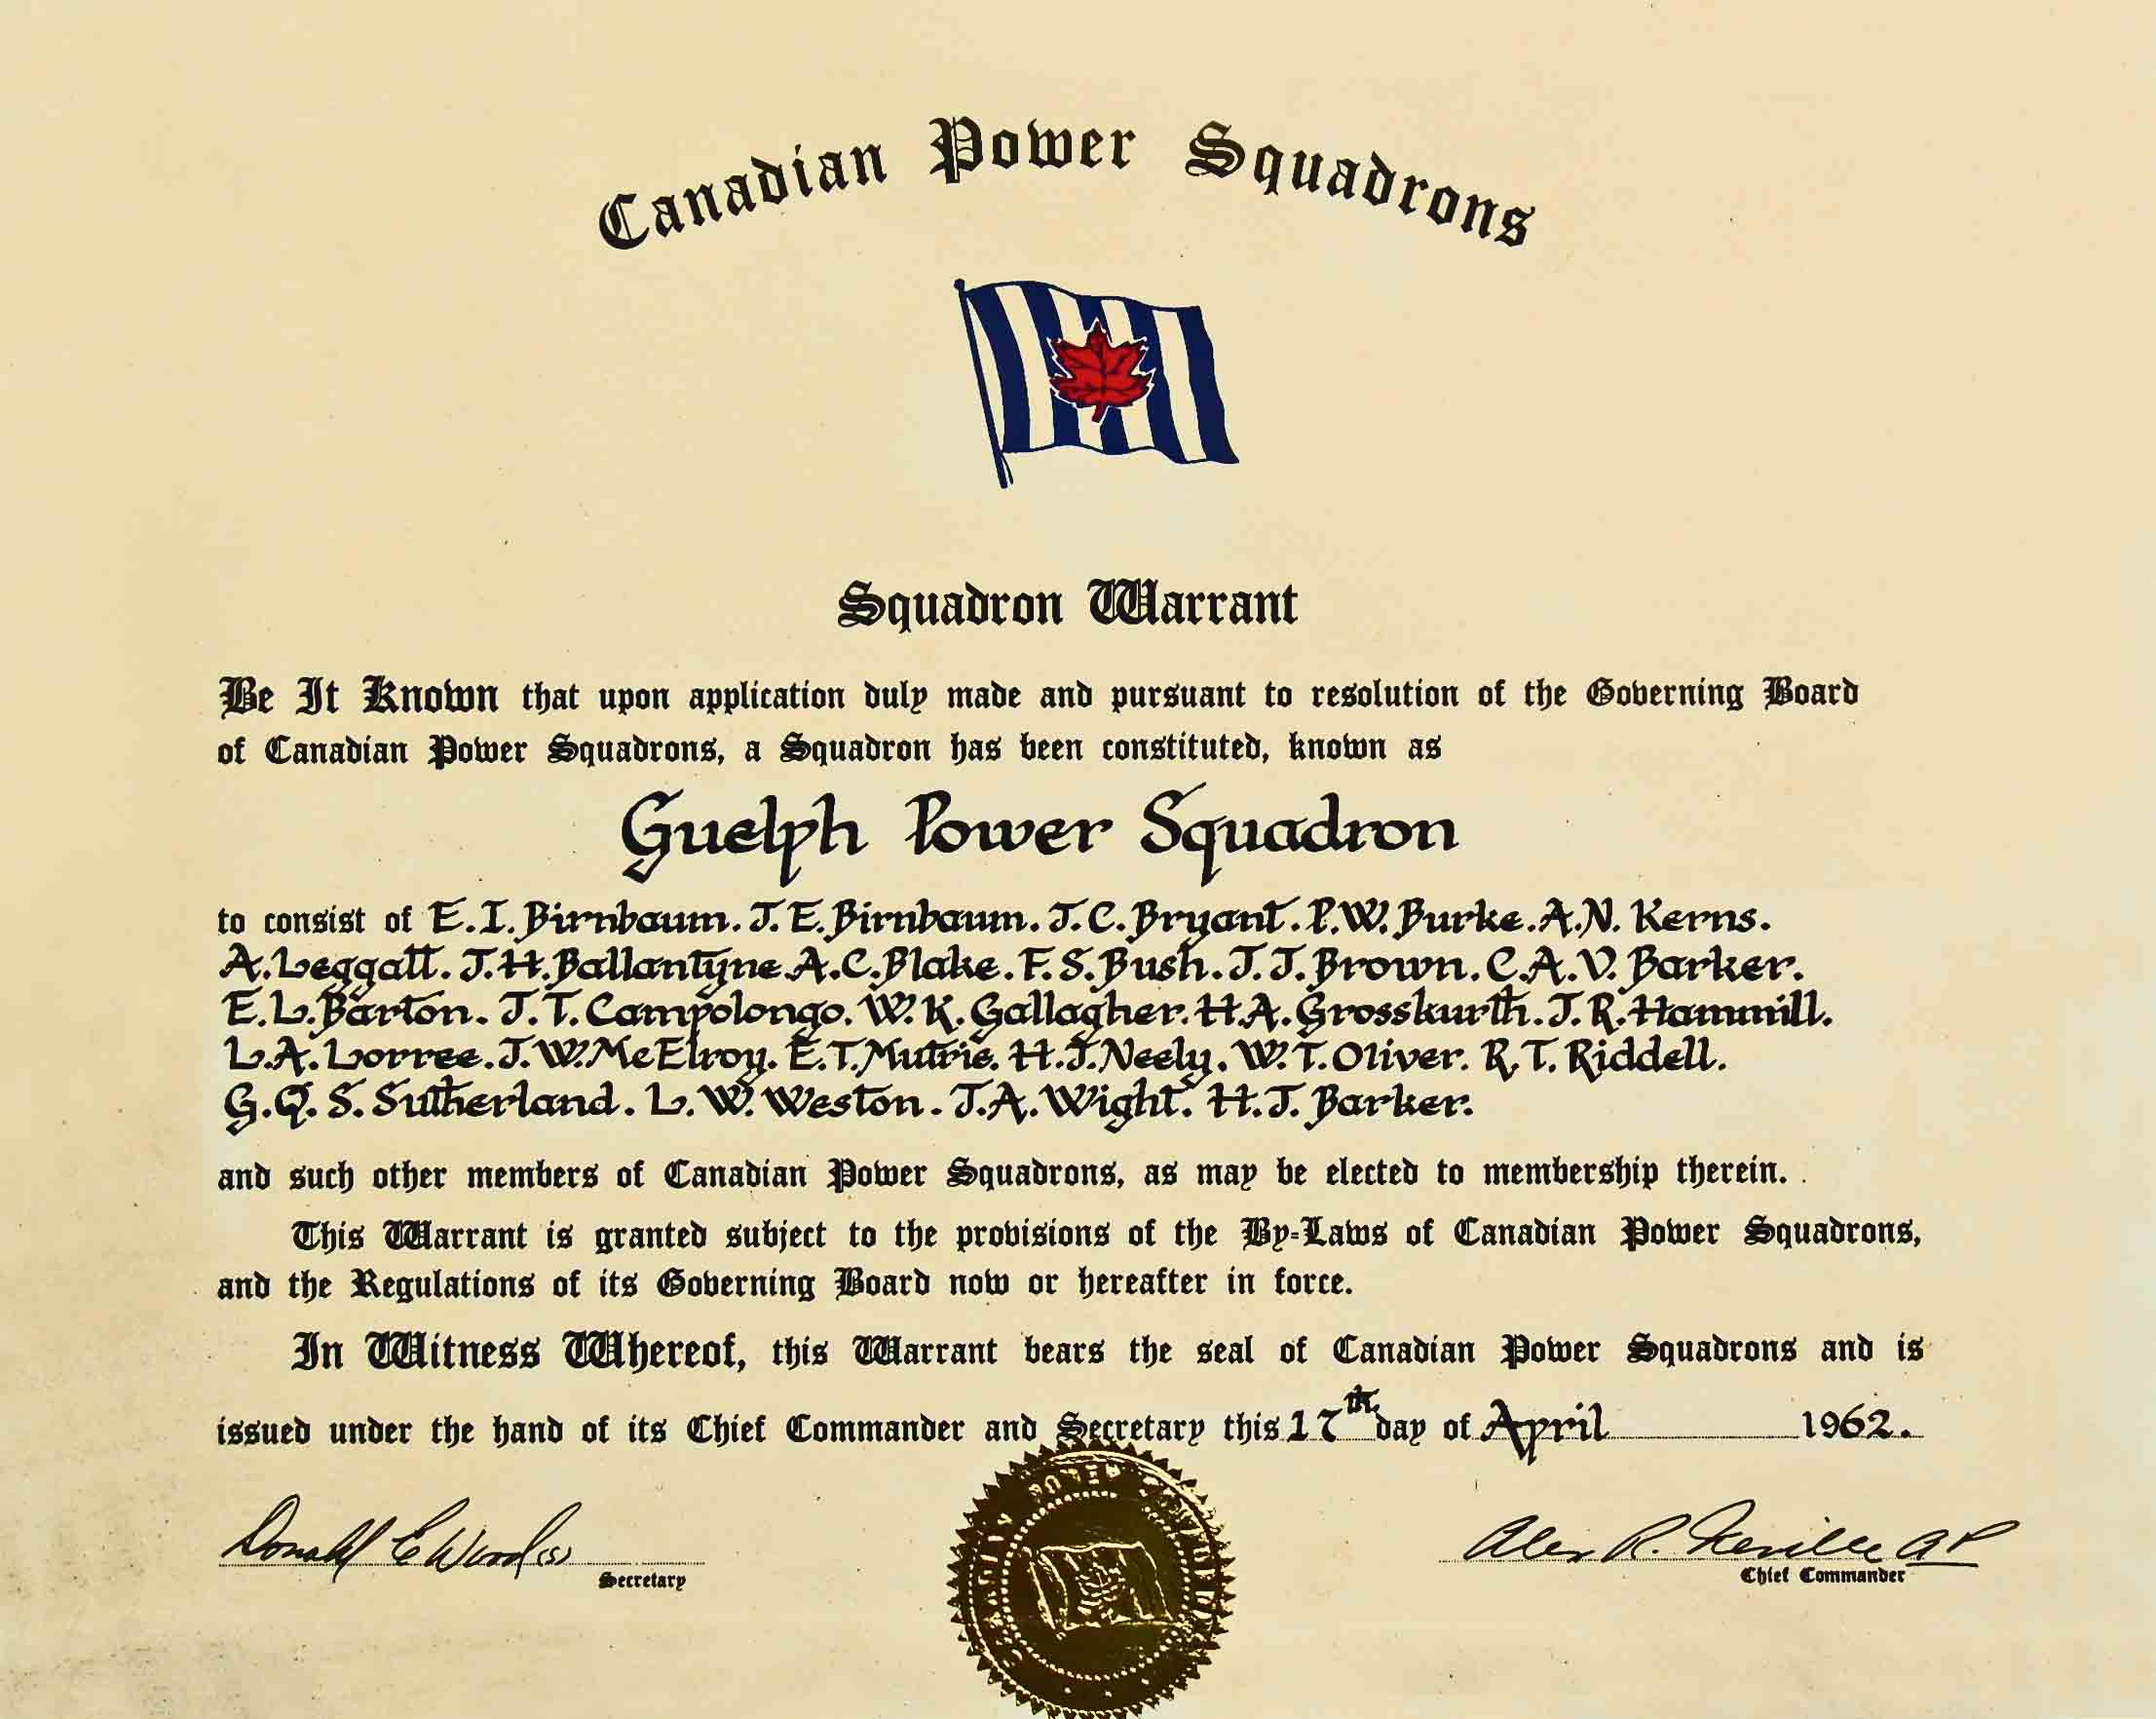 Canadian Power Squadrons
Squadron Warrant
Be It Known that upon application duly made and pursuant to resolution of the Governing Board
of Canadian Power Squadrons, a Squadron has been constituted, known as
Guelph Power Squadron
to consist of E.I. Birnbaum. J.E. Birnbaum. J.C. Bryant. P.W. Burke. A.N. Kerns.
A. Leggatt. J.H. Ballantyne. A.C. Blake. F.S. Bush. J.J. Brown. C.A.V. Barker.
E.L. Barton. J.T. Campolongo. W.K. Gallagher. H.A. Grosskurth. J.R. Hammill.
L.A. Lorree. J.W. McElroy. E.T. Mutrie. H.J. Neely. W.T. Oliver. R.T. Riddell.
G.Q.S. Sutherland. L.W. Weston. J.A. Wight. H.J. Barker.
and such other members of Canadian Power Squadrons, as may be elected to membership therein.
This Warrant is granted subject to the provisions of the By-Laws of Canadian Power Squadrons,
and the Regulations of its Governing Board now or hereafter in force.
In Witness Whereof, this Warrant bears the seal of Canadian Power Squadrons and is
issued under the hand of its Chief Commander and Secretary this 17th day of April 1962.
Donald E Alex R. Neville AP
Secretary Chief Commander